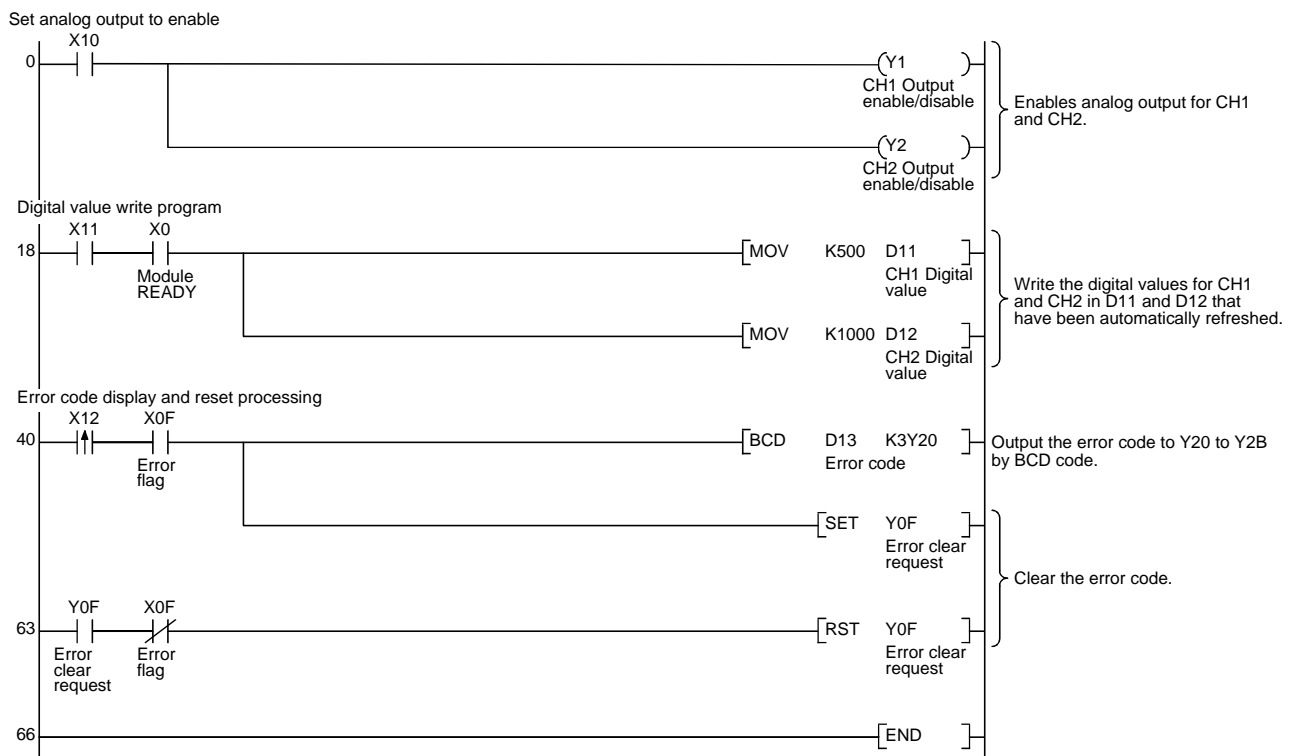 Set analog output to enable
X10
0
Y1
CH1 Output
enable/disable
Enables analog output for CH1
and CH2.
Y2
CH2 Output
enable/disable
Digital value write program
X11 X0
18
Module
READY
MOV K500 D11
CH1 Digital
value
Write the digital values for CH1
and CH2 in D11 and D12 that
have been automatically refreshed.
MOV K1000 D12
CH2 Digital
value
Error code display and reset processing
X12 X0F
40
Error
flag
BCD D13 K3Y20
Error code
Output the error code to Y20 to Y2B
by BCD code.
SET Y0F
Error clear
request
Clear the error code.
Y0F X0F
63
Error
clear
request
Error
flag
RST Y0F
Error clear
request
66
END